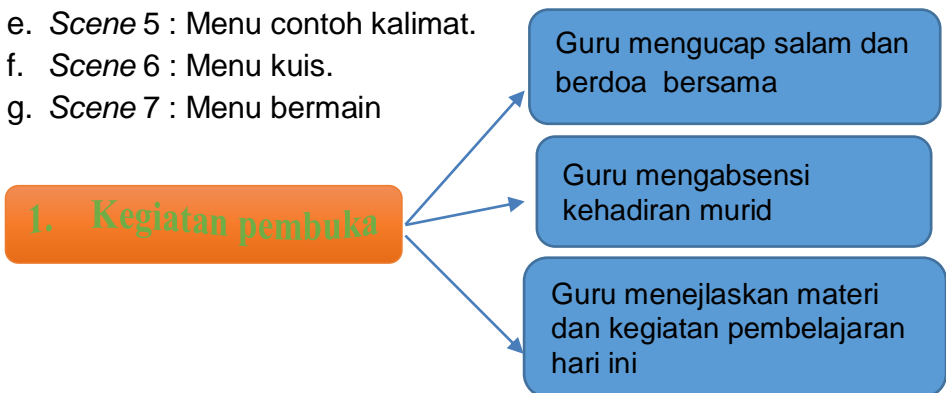 e. Scene 5 : Menu contoh kalimat.
f. Scene 6 : Menu kuis.
g. Scene 7 : Menu bermain
1. Kegiatan pembuka
Guru mengucap salam dan
berdoa bersama
Guru mengabsensi
kehadiran murid
Guru menejlaskan materi
dan kegiatan pembelajaran
hari ini